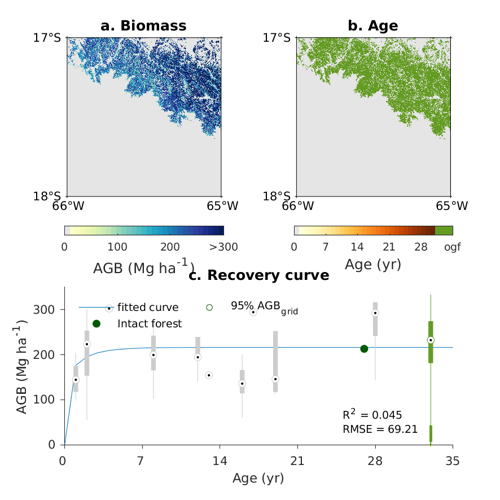 a. Biomass
b. Age
17°S
17°S
18°S
18°S
66°W
65°W
66°W
65°W
0
100
200
>300
0
7
14
21
28
ogf
AGB (Mg ha⁻¹)
Age (yr)
c. Recovery curve
fitted curve
95% AGB_grid
Intact forest
300
200
100
0
AGB (Mg ha⁻¹)
R² = 0.045
RMSE = 69.21
0
7
14
21
28
35
Age (yr)